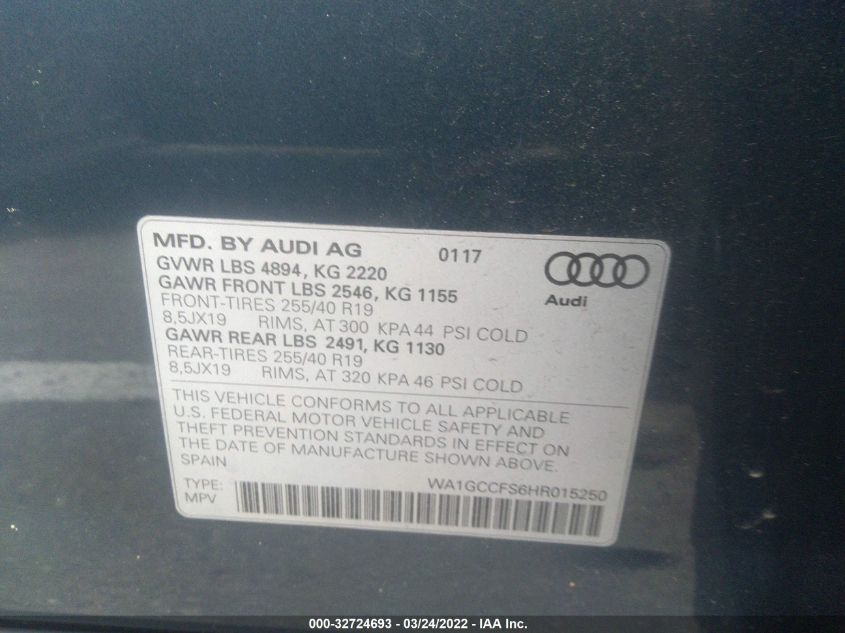 MFD. BY AUDI AG 0117
GVWR LBS 4894, KG 2220
GAWR FRONT LBS 2546, KG 1155
FRONT-TIRES 255/40 R19
8,5JX19 RIMS, AT 300 KPA 44 PSI COLD
GAWR REAR LBS 2491, KG 1130
REAR-TIRES 255/40 R19
8,5JX19 RIMS, AT 320 KPA 46 PSI COLD
Audi
THIS VEHICLE CONFORMS TO ALL APPLICABLE
U.S. FEDERAL MOTOR VEHICLE SAFETY AND
THEFT PREVENTION STANDARDS IN EFFECT ON
THE DATE OF MANUFACTURE SHOWN ABOVE.
SPAIN
WA1GCCFS6HR015250
TYPE:
MPV
000-32724693 - 03/24/2022 - IAA Inc.